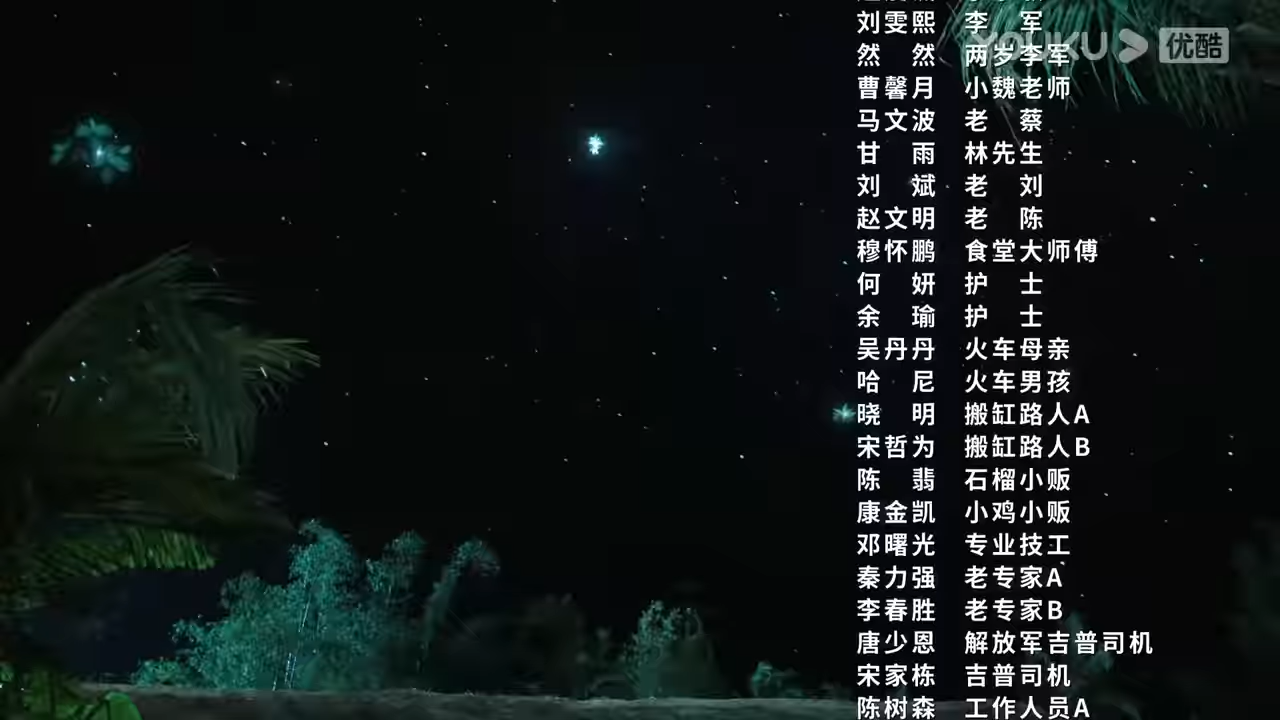 YOUKU 优酷
刘雯熙 李 军
然 然 两岁李军
曹馨月 小魏老师
马文波 老 蔡
甘 雨 林先生
刘 斌 老 刘
赵文明 老 陈
穆怀鹏 食堂大师傅
何 妍 护 士
余 瑜 护 士
吴丹丹 火车母亲
哈 尼 火车男孩
晓 明 搬缸路人A
宋哲为 搬缸路人B
陈 翡 石榴小贩
康金凯 小鸡小贩
邓曙光 专业技工
秦力强 老专家A
李春胜 老专家B
唐少恩 解放军吉普司机
宋家栋 吉普司机
陈树森 工作人员A